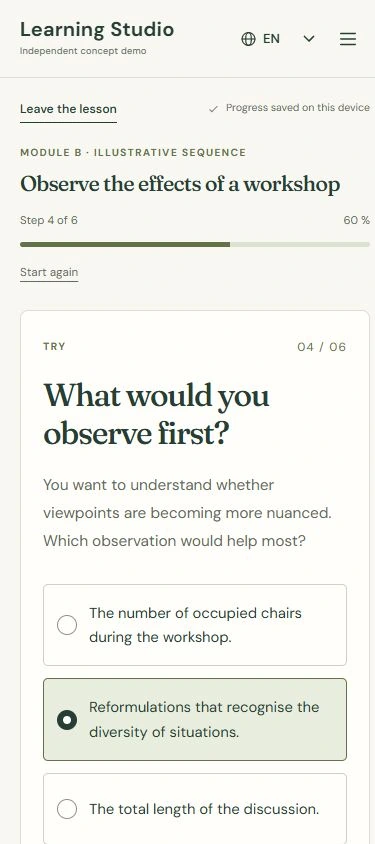 Learning Studio
Independent concept demo
EN
Leave the lesson
Progress saved on this device
MODULE B · ILLUSTRATIVE SEQUENCE
Observe the effects of a workshop
Step 4 of 6
60 %
Start again
TRY
04 / 06
What would you
observe first?
You want to understand whether
viewpoints are becoming more nuanced.
Which observation would help most?
The number of occupied chairs
during the workshop.
Reformulations that recognise the
diversity of situations.
The total length of the discussion.